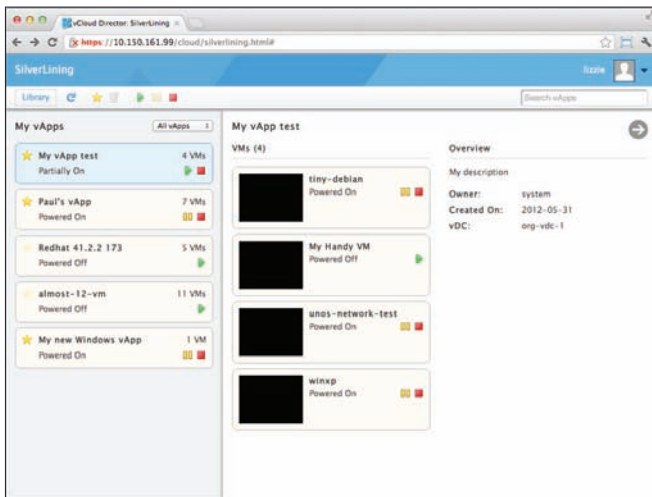 vCloud Director: SilverLining
https://10.150.161.99/cloud/silverlining.html#
SilverLining
lizzie
Library
Search vApps
My vApps
All vApps
My vApp test
4 VMs
Partially On
Paul's vApp
7 VMs
Powered On
Redhat 41.2.2 173
5 VMs
Powered Off
almost-12-vm
11 VMs
Powered Off
My new Windows vApp
1 VM
Powered On
My vApp test
VMs (4)
tiny-debian
Powered On
My Handy VM
Powered Off
unos-network-test
Powered On
winxp
Powered On
Overview
My description
Owner: system
Created On: 2012-05-31
vDC: org-vdc-1